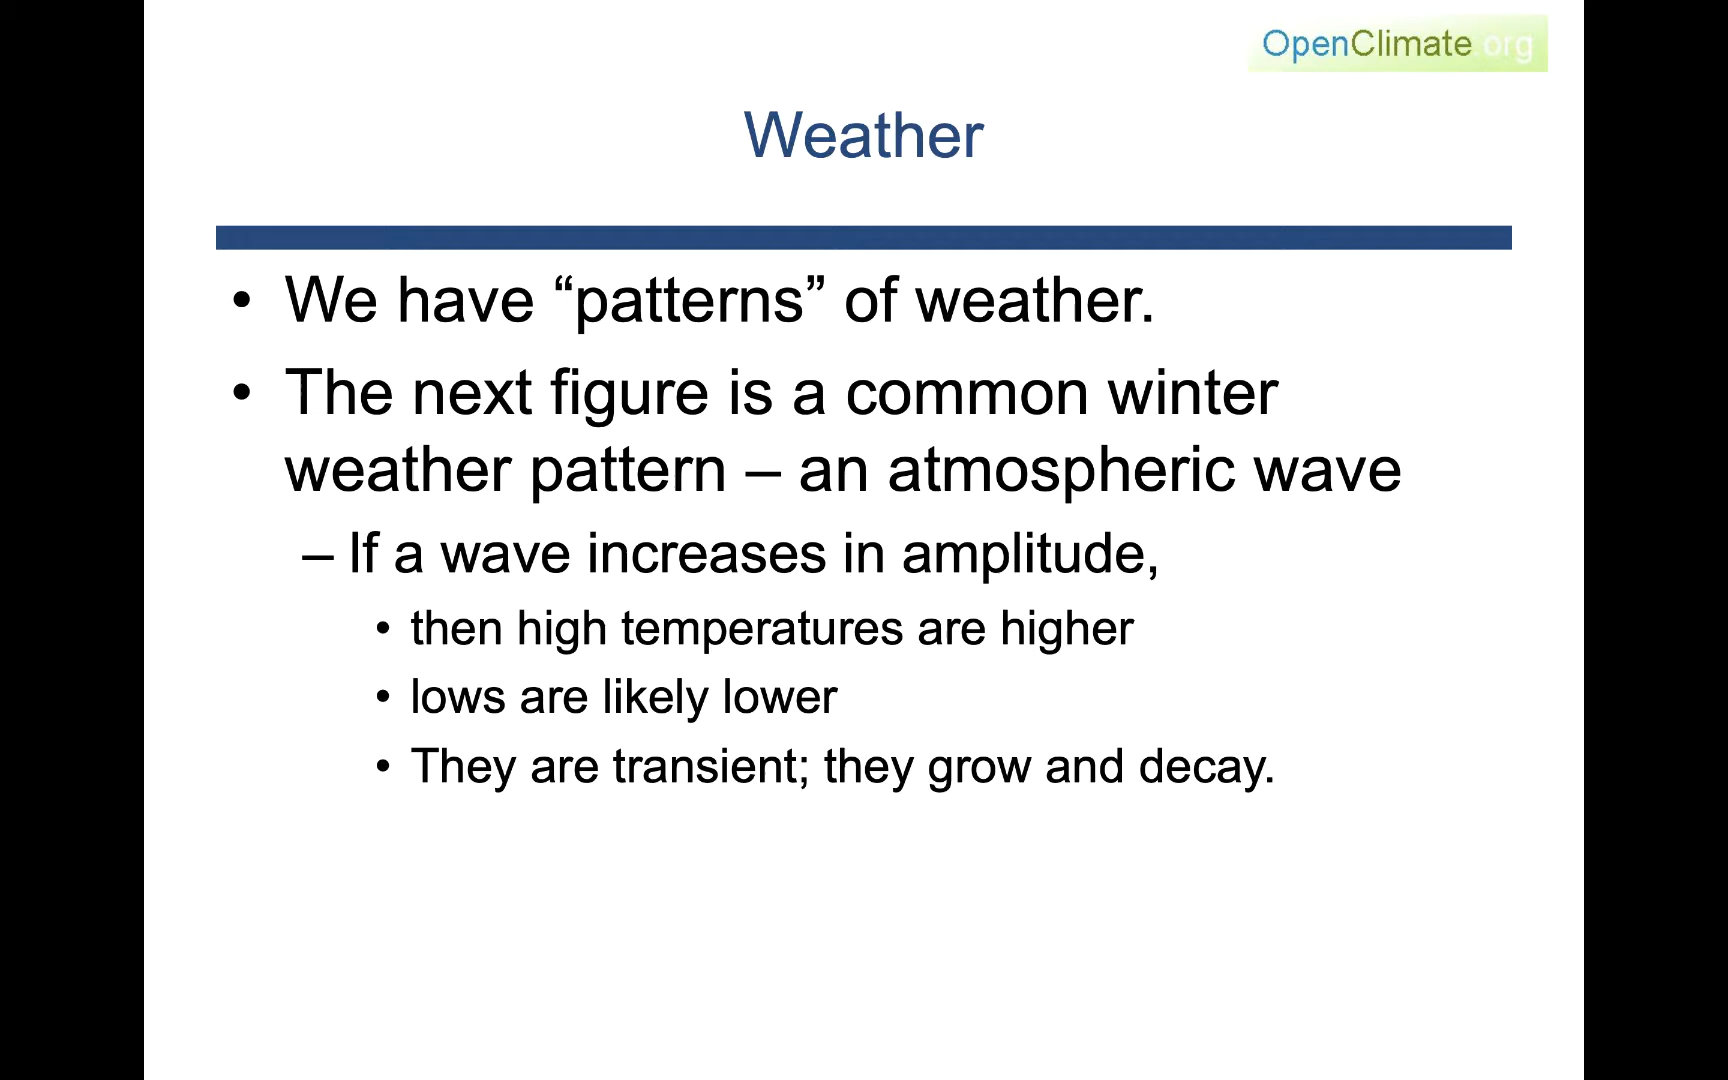 OpenClimate.org
Weather
• We have “patterns” of weather.
• The next figure is a common winter
weather pattern – an atmospheric wave
– If a wave increases in amplitude,
• then high temperatures are higher
• lows are likely lower
• They are transient; they grow and decay.